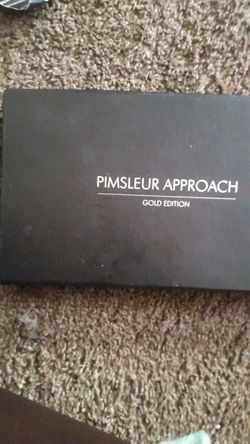 PIMSLEUR APPROACH
GOLD EDITION